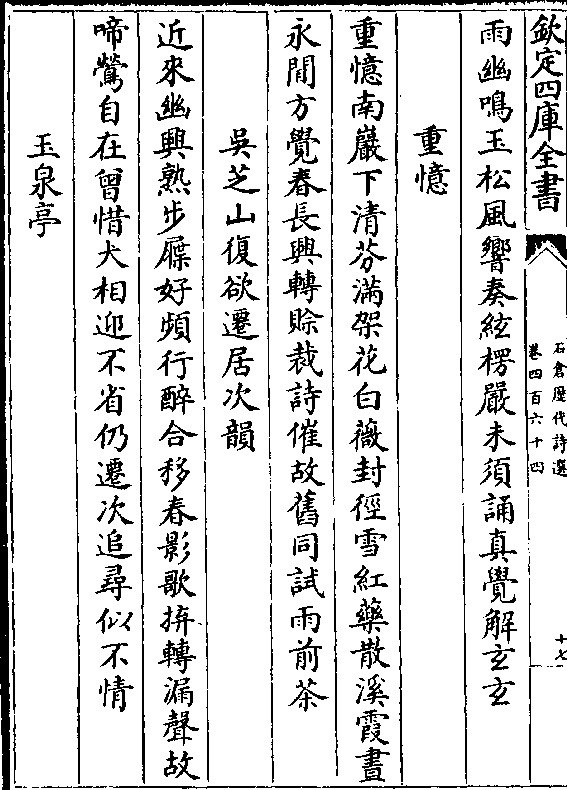 欽定四庫全書
石倉歷代詩選
卷四百六十四
十七
雨幽鳴玉松風響奏絃楞嚴未須誦真覺解玄玄
重憶
重憶南巖下清芬滿架花白薇封徑雪紅藥散溪霞晝
永閒方覺春長興轉賒裁詩催故舊同試雨前茶
吳芝山復欲遷居次韻
近來幽興熟步屧好頻行醉合移春影歌拚轉漏聲故
啼鶯自在曾惜犬相迎不省仍遷次追尋似不情
玉泉亭